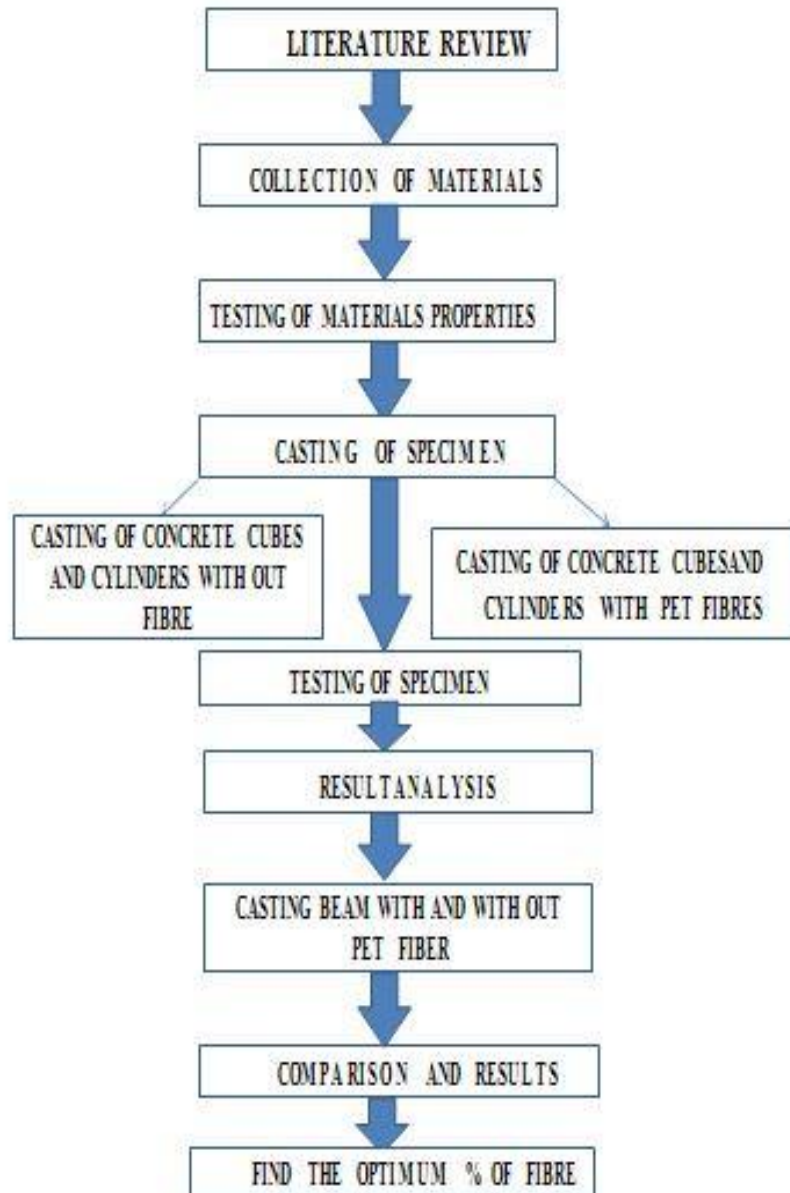 LITERATURE REVIEW
COLLECTION OF MATERIALS
TESTING OF MATERIALS PROPERTIES
CASTING OF SPECIMEN
CASTING OF CONCRETE CUBES
AND CYLINDERS WITH OUT
FIBRE
CASTING OF CONCRETE CUBESAND
CYLINDERS WITH PET FIBRES
TESTING OF SPECIMEN
RESULTANALYSIS
CASTING BEAM WITH AND WITH OUT
PET FIBER
COMPARISON AND RESULTS
FIND THE OPTIMUM % OF FIBRE